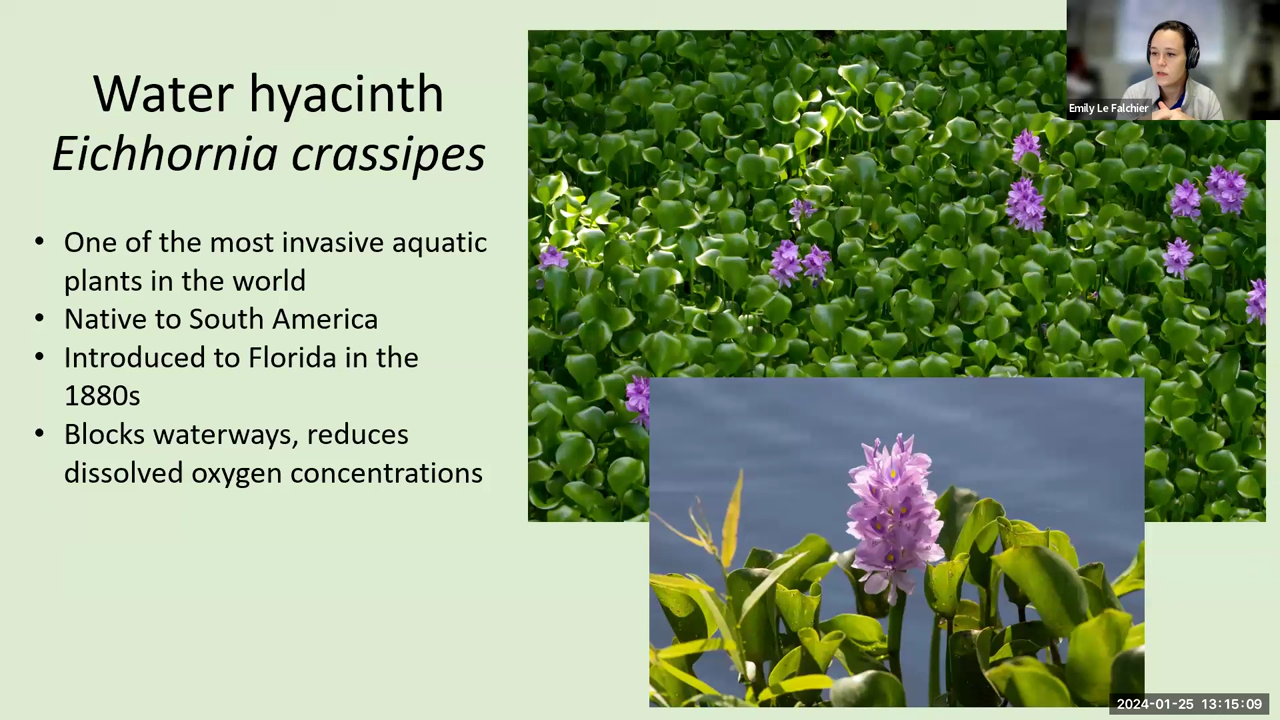 Water hyacinth
Eichhornia crassipes
• One of the most invasive aquatic
plants in the world
• Native to South America
• Introduced to Florida in the
1880s
• Blocks waterways, reduces
dissolved oxygen concentrations
Emily Le Falchier
2024-01-25 13:15:09